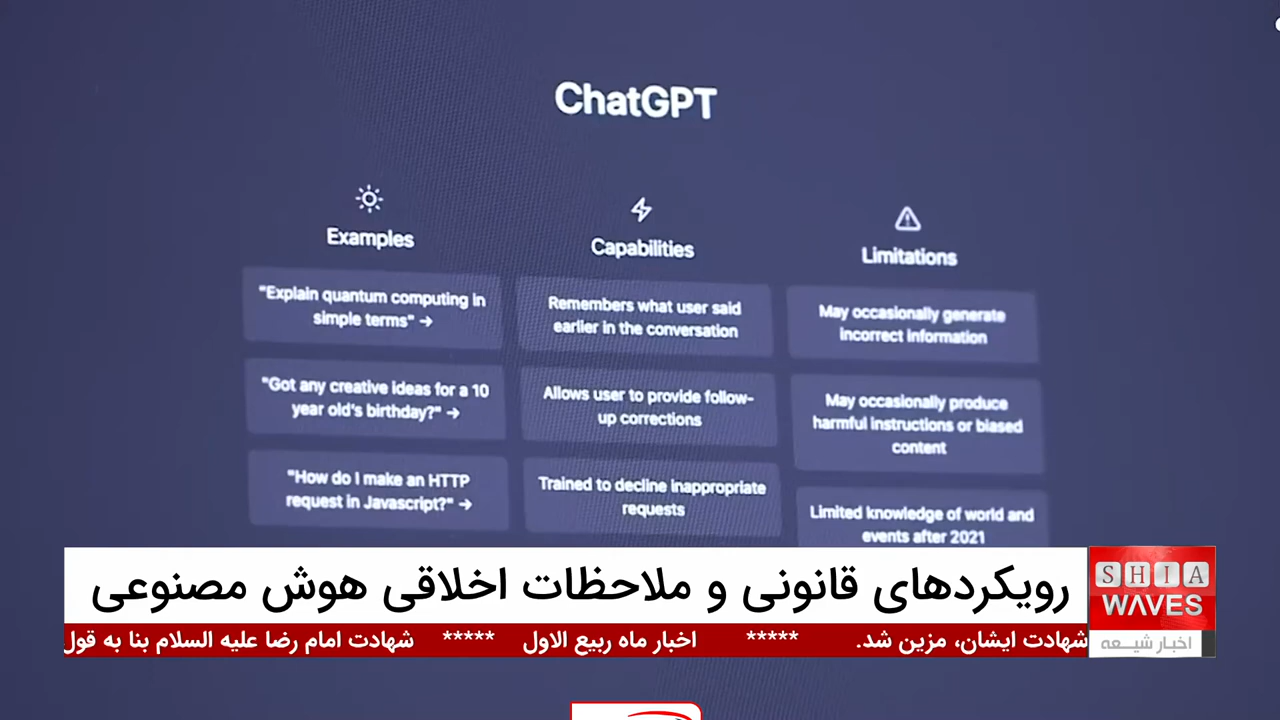 ChatGPT
Examples
"Explain quantum computing in
simple terms" →
"Got any creative ideas for a 10
year old's birthday?" →
"How do I make an HTTP
request in Javascript?" →
Capabilities
Remembers what user said
earlier in the conversation
Allows user to provide follow-
up corrections
Trained to decline inappropriate
requests
Limitations
May occasionally generate
incorrect information
May occasionally produce
harmful instructions or biased
content
Limited knowledge of world and
events after 2021
رویکردهای قانونی و ملاحظات اخلاقی هوش مصنوعی
SHIA
WAVES
اخبار شیعه
شهادت ایشان، مزین شد. ***** اخبار ماه ربیع الاول ***** شهادت امام رضا علیه السلام بنا به قول